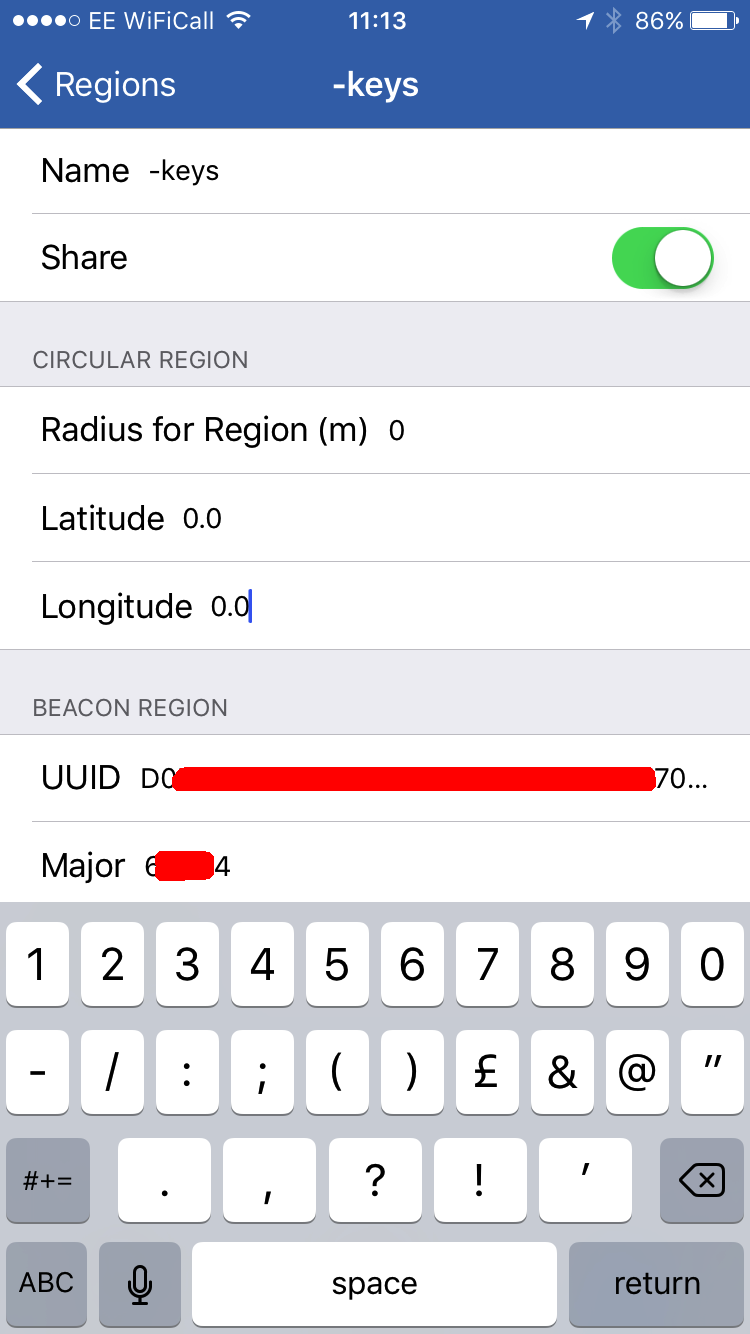 EE WiFiCall 11:13 86%
Regions -keys
Name -keys
Share
CIRCULAR REGION
Radius for Region (m) 0
Latitude 0.0
Longitude 0.0
BEACON REGION
UUID D0 70...
Major 6 4
1 2 3 4 5 6 7 8 9 0
- / : ; ( ) £ & @ "
#+= . , ? ! '
ABC space return